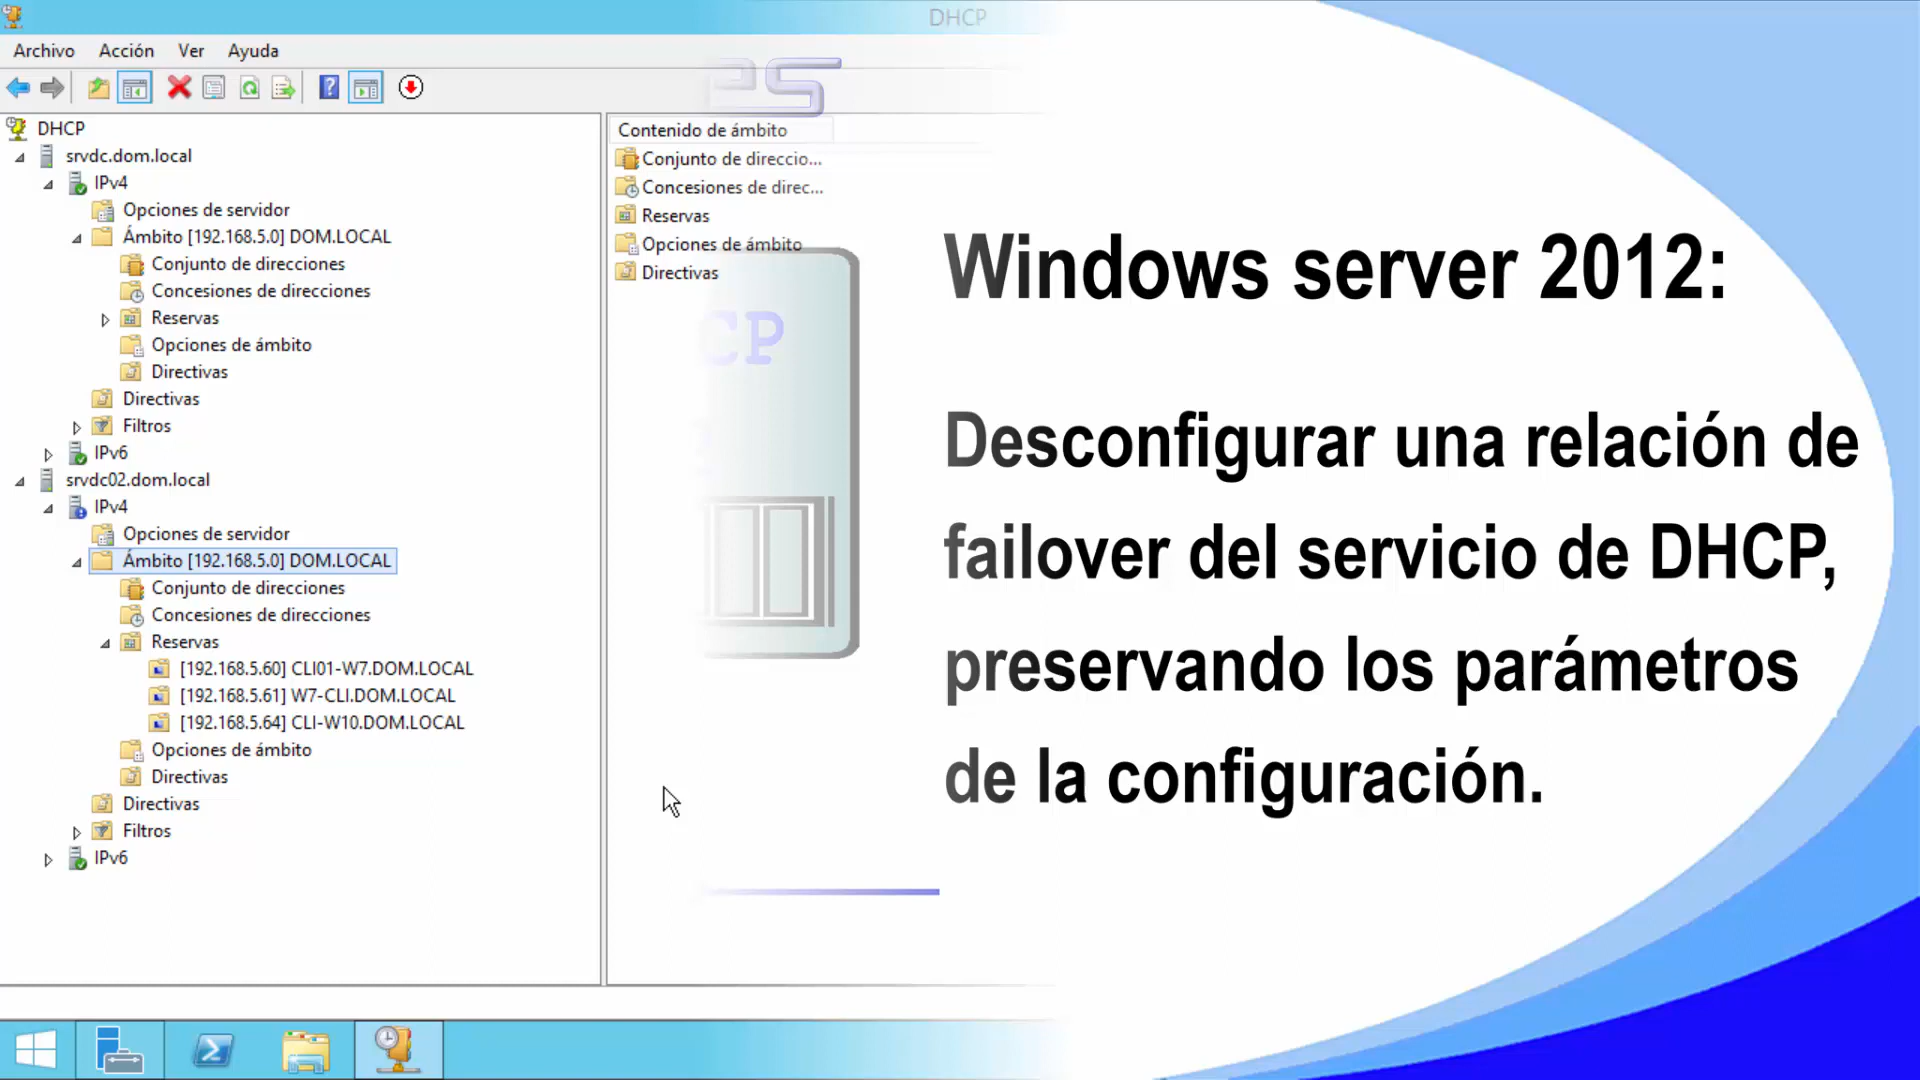 DHCP
Archivo Acción Ver Ayuda
DHCP
srvdc.dom.local
IPv4
Opciones de servidor
Ámbito [192.168.5.0] DOM.LOCAL
Conjunto de direcciones
Concesiones de direcciones
Reservas
Opciones de ámbito
Directivas
Directivas
Filtros
IPv6
srvdc02.dom.local
IPv4
Opciones de servidor
Ámbito [192.168.5.0] DOM.LOCAL
Conjunto de direcciones
Concesiones de direcciones
Reservas
[192.168.5.60] CLI01-W7.DOM.LOCAL
[192.168.5.61] W7-CLI.DOM.LOCAL
[192.168.5.64] CLI-W10.DOM.LOCAL
Opciones de ámbito
Directivas
Directivas
Filtros
IPv6
Contenido de ámbito
Conjunto de direccio...
Concesiones de direc...
Reservas
Opciones de ámbito
Directivas
Windows server 2012:
Desconfigurar una relación de
failover del servicio de DHCP,
preservando los parámetros
de la configuración.